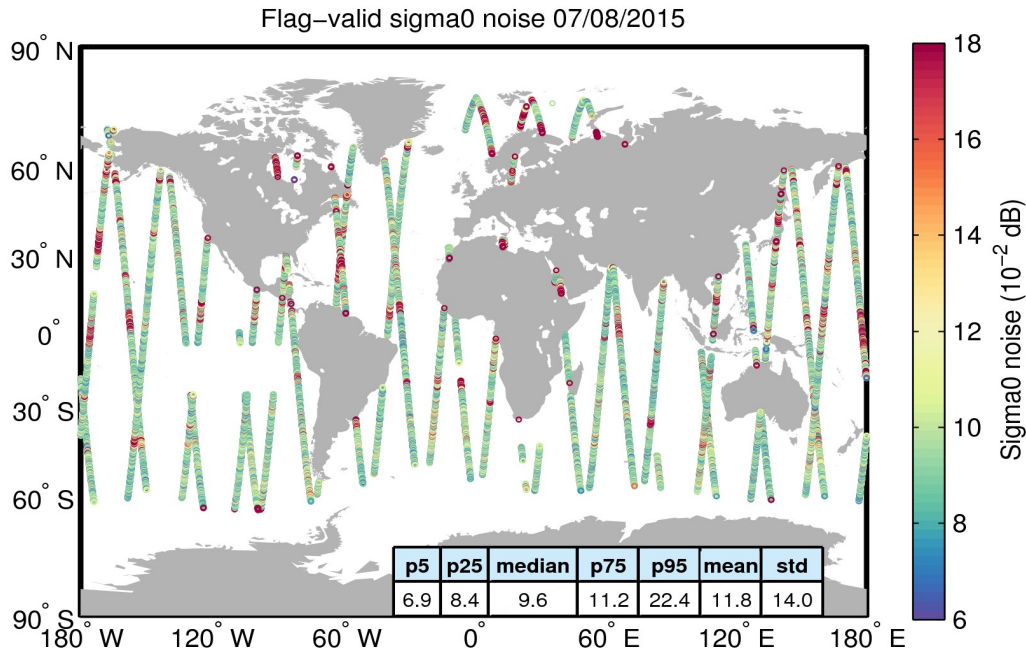 Flag-valid sigma0 noise 07/08/2015
90° N
60° N
30° N
0°
30° S
60° S
90° S
180° W
120° W
60° W
0°
60° E
120° E
180° E
p5 p25 median p75 p95 mean std
6.9 8.4 9.6 11.2 22.4 11.8 14.0
18
16
14
12
10
8
6
Sigma0 noise (10⁻² dB)